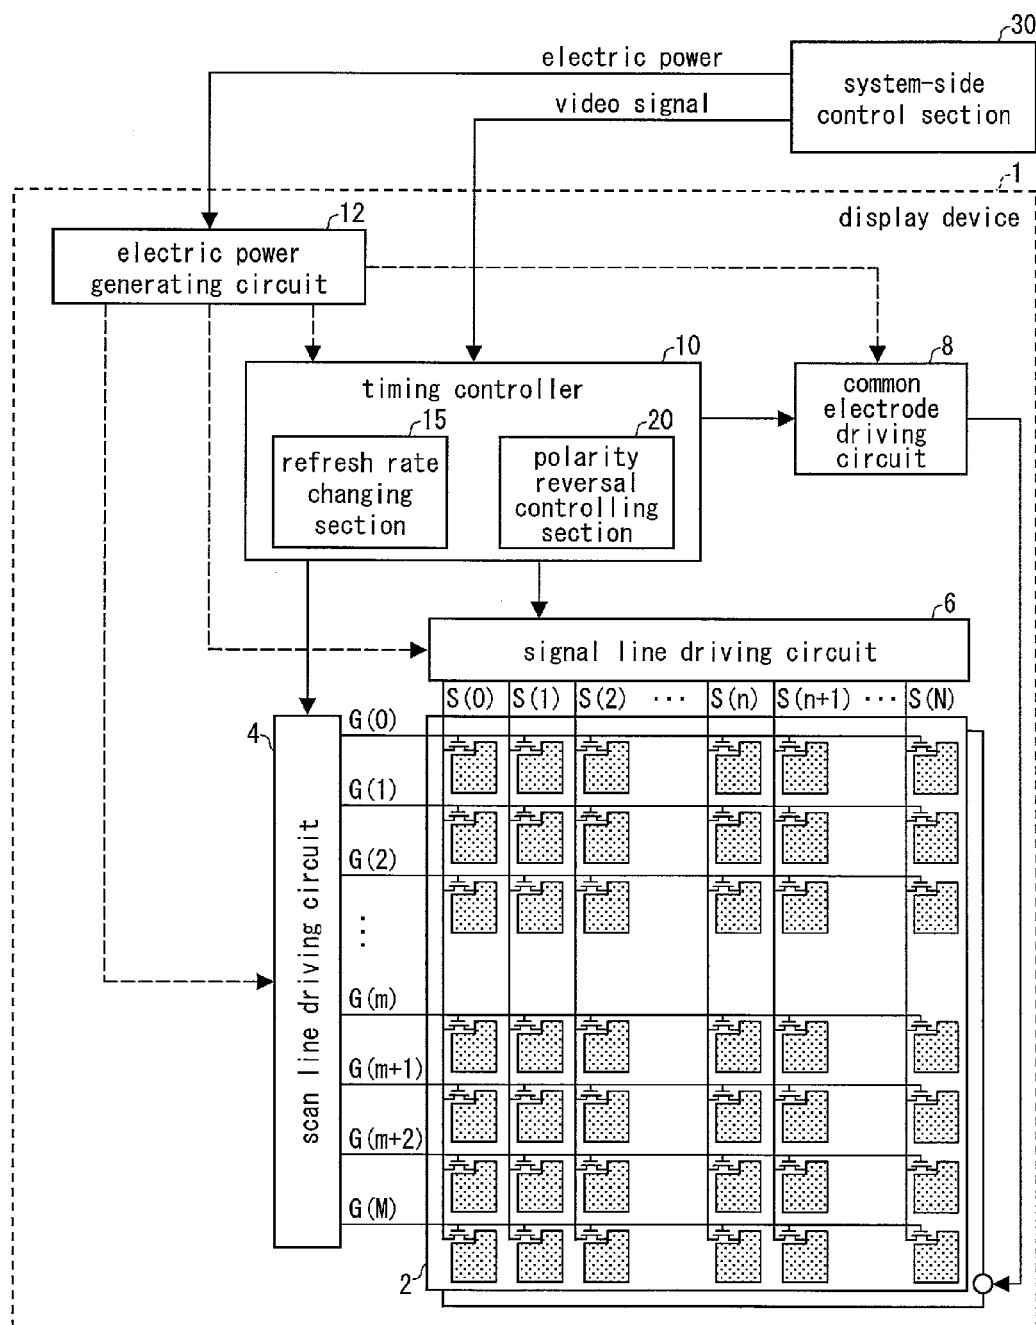 30
electric power
system-side
control section
video signal
1
display device
12
electric power
generating circuit
10
8
timing controller
common
electrode
driving
circuit
15
20
refresh rate
changing
section
polarity
reversal
controlling
section
6
signal line driving circuit
S(0) S(1) S(2) ··· S(n) S(n+1) ··· S(N)
4
scan line driving circuit
G(0)
G(1)
G(2)
⋮
G(m)
G(m+1)
G(m+2)
G(M)
2